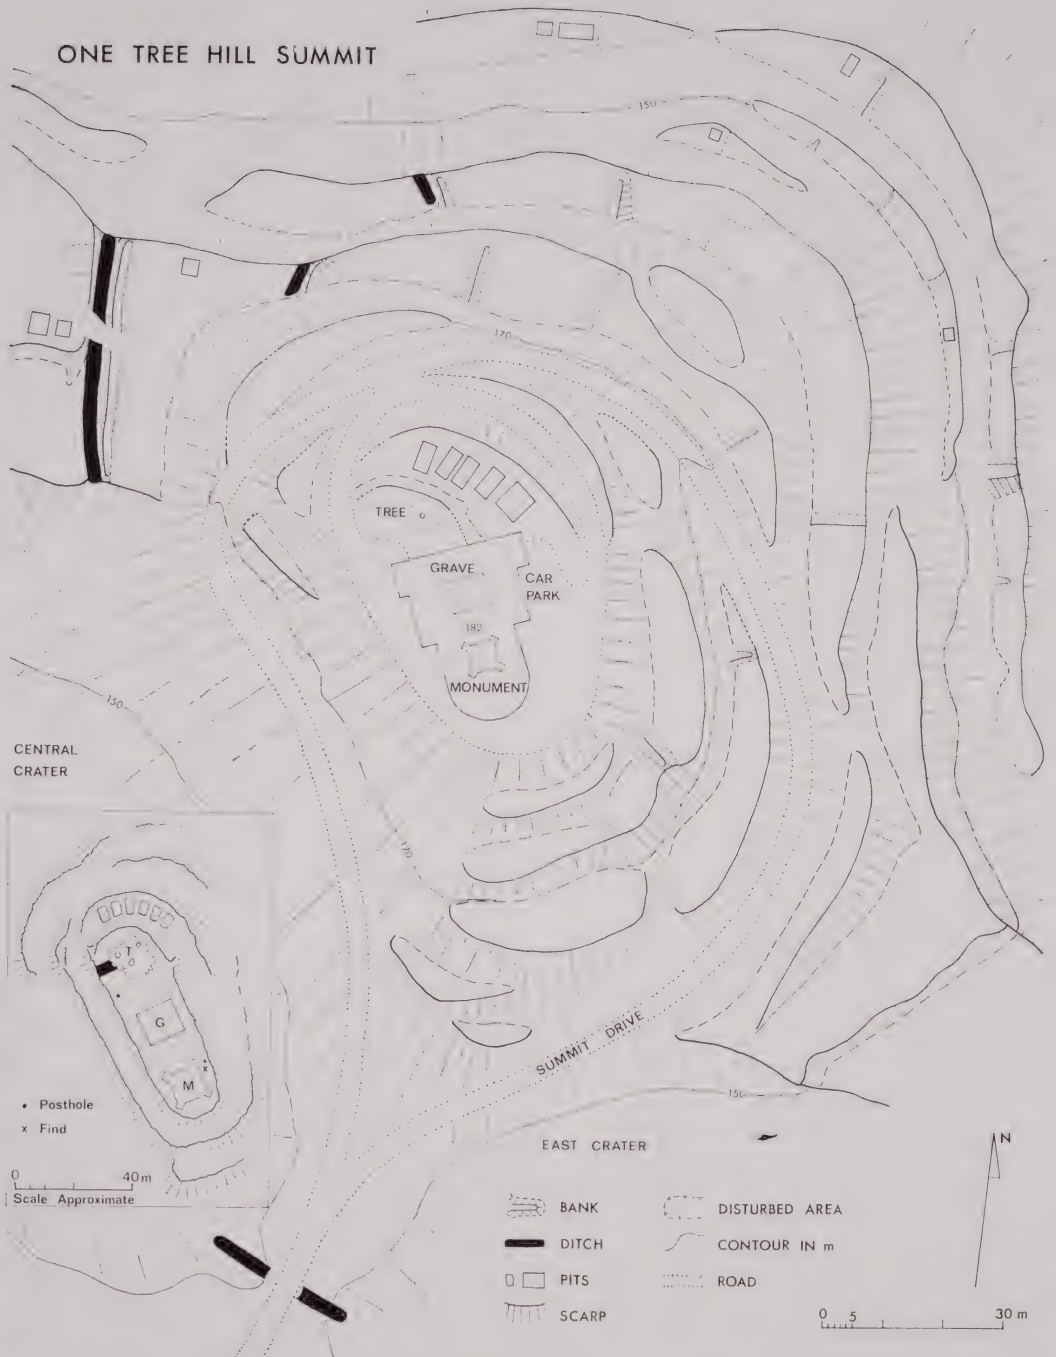 ONE TREE HILL SUMMIT
150
170
TREE
GRAVE
CAR
PARK
182
MONUMENT
150
CENTRAL
CRATER
170
T
G
M
• Posthole
x Find
0 40m
Scale Approximate
SUMMIT DRIVE
150
EAST CRATER
N
BANK
DITCH
PITS
SCARP
DISTURBED AREA
CONTOUR IN m
ROAD
0 5 30 m